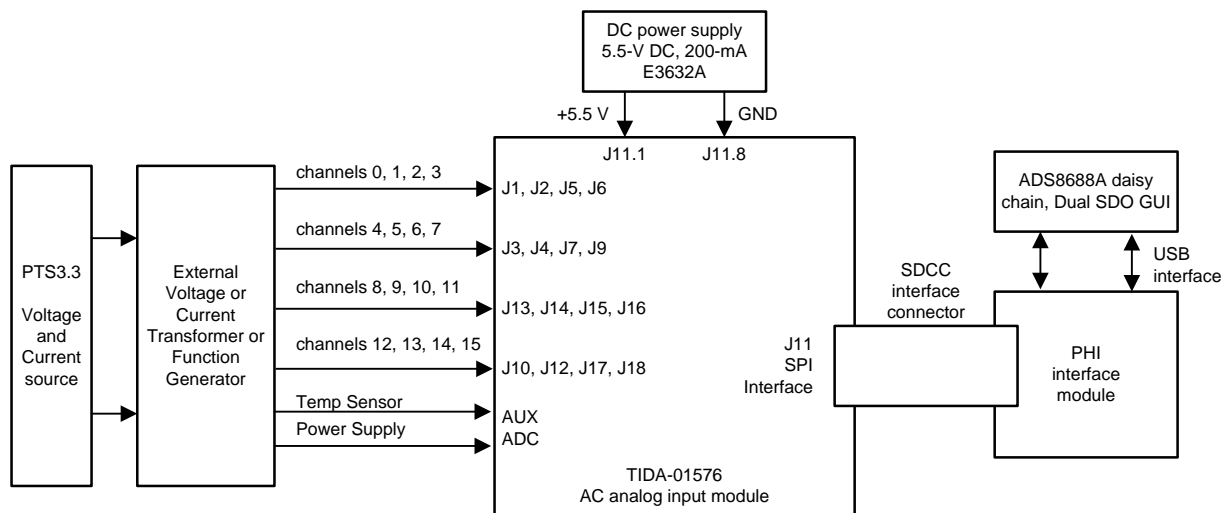 DC power supply
5.5-V DC, 200-mA
E3632A
+5.5 V
GND
J11.1
J11.8
channels 0, 1, 2, 3
J1, J2, J5, J6
channels 4, 5, 6, 7
J3, J4, J7, J9
channels 8, 9, 10, 11
J13, J14, J15, J16
channels 12, 13, 14, 15
J10, J12, J17, J18
Temp Sensor
Power Supply
AUX
ADC
PTS3.3
Voltage
and
Current
source
External
Voltage or
Current
Transformer or
Function
Generator
J11
SPI
Interface
TIDA-01576
AC analog input module
SDCC
interface
connector
ADS8688A daisy
chain, Dual SDO GUI
USB
interface
PHI
interface
module